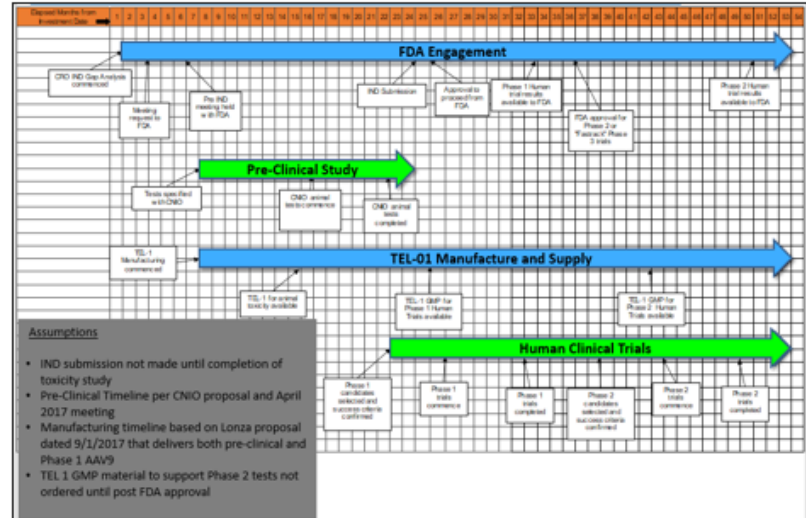 Elapsed Months from
Investment Date
1 2 3 4 5 6 7 8 9 10 11 12 13 14 15 16 17 18 19 20 21 22 23 24 25 26 27 28 29 30 31 32 33 34 35 36 37 38 39 40 41 42 43 44 45 46 47 48 49 50 51 52 53 54
FDA Engagement
CRO IND Gap Analysis
commenced
Meeting
request to
FDA
Pre IND
meeting held
with FDA
IND Submission
Approval to
proceed from
FDA
Phase 1 Human
trial results
available to FDA
FDA approval for
Phase 2 or
"Fastrack" Phase
3 trials
Phase 2 Human
trial results
available to FDA
Pre-Clinical Study
Tests specified
with CNIO
CNIO animal
tests commence
CNIO animal
tests
completed
TEL-1
Manufacturing
commenced
TEL-01 Manufacture and Supply
TEL-1 for animal
toxicity available
TEL-1 GMP for
Phase 1 Human
Trials available
TEL-1 GMP for
Phase 2 Human
Trials available
Human Clinical Trials
Phase 1
candidates
selected and
success criteria
confirmed
Phase 1
trials
commence
Phase 1
trials
completed
Phase 2
candidates
selected and
success criteria
confirmed
Phase 2
trials
commence
Phase 2
trials
completed
Assumptions
• IND submission not made until completion of
toxicity study
• Pre-Clinical Timeline per CNIO proposal and April
2017 meeting
• Manufacturing timeline based on Lonza proposal
dated 9/1/2017 that delivers both pre-clinical and
Phase 1 AAV9
• TEL 1 GMP material to support Phase 2 tests not
ordered until post FDA approval